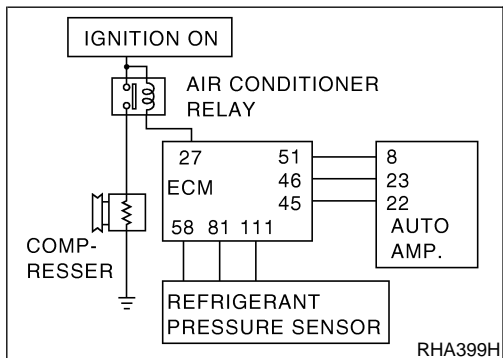 IGNITION ON
AIR CONDITIONER
RELAY
27
51
8
ECM
46
23
45
22
58 81 111
AUTO
AMP.
COMP-
RESSER
REFRIGERANT
PRESSURE SENSOR
RHA399H